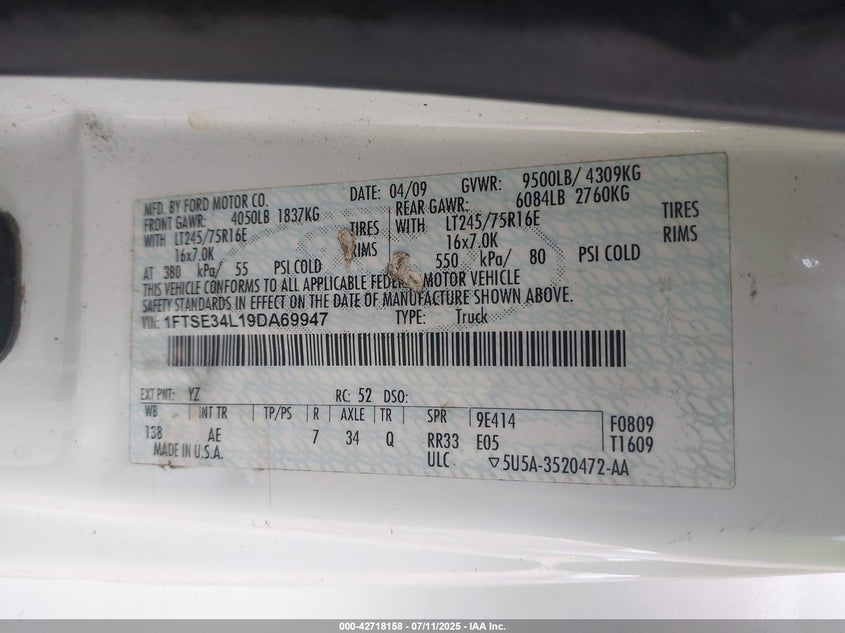 MFD. BY FORD MOTOR CO. DATE: 04/09 GVWR: 9500LB/ 4309KG
FRONT GAWR: 4050LB 1837KG REAR GAWR: 6084LB 2760KG
WITH LT245/75R16E TIRES WITH LT245/75R16E TIRES
16x7.0K RIMS 16x7.0K RIMS
AT 380 kPa/ 55 PSI COLD 550 kPa/ 80 PSI COLD
THIS VEHICLE CONFORMS TO ALL APPLICABLE FEDERAL MOTOR VEHICLE
SAFETY STANDARDS IN EFFECT ON THE DATE OF MANUFACTURE SHOWN ABOVE.
VIN: 1FTSE34L19DA69947 TYPE: Truck
EXT PNT: YZ RC: 52 DSO:
WB INT TR TP/PS R AXLE TR SPR 9E414 F0809
138 AE 7 34 Q RR33 E05 T1609
MADE IN U.S.A. ULC ▽5U5A-3520472-AA
000-42718158 - 07/11/2025 - IAA Inc.